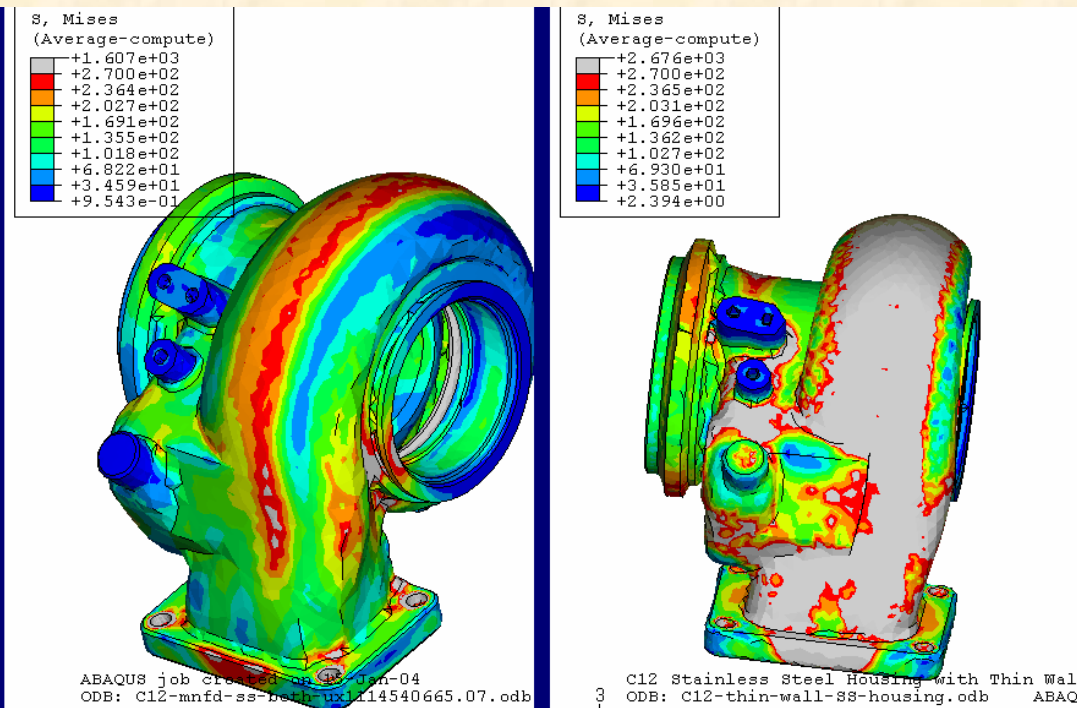 S, Mises
(Average-compute)
+1.607e+03
+2.700e+02
+2.364e+02
+2.027e+02
+1.691e+02
+1.355e+02
+1.018e+02
+6.822e+01
+3.459e+01
+9.543e-01
ABAQUS job created on 15-Jan-04
ODB: C12-mnfd-ss-both-ux1114540665.07.odb
S, Mises
(Average-compute)
+2.676e+03
+2.700e+02
+2.365e+02
+2.031e+02
+1.696e+02
+1.362e+02
+1.027e+02
+6.930e+01
+3.585e+01
+2.394e+00
C12 Stainless Steel Housing with Thin Wal
3 ODB: C12-thin-wall-SS-housing.odb ABAQ